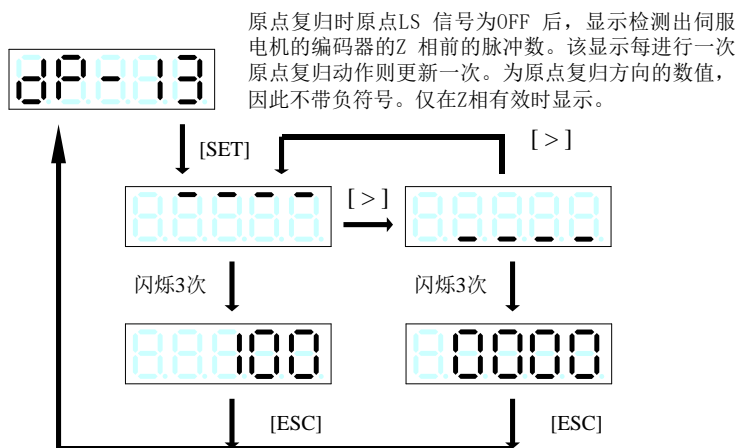 原点复归时原点LS 信号为OFF 后，显示检测出伺服
电机的编码器的Z 相前的脉冲数。该显示每进行一次
原点复归动作则更新一次。为原点复归方向的数值，
因此不带负符号。仅在Z相有效时显示。
dP-13
[SET]
[ > ]
[ > ]
闪烁3次
闪烁3次
100
0000
[ESC]
[ESC]